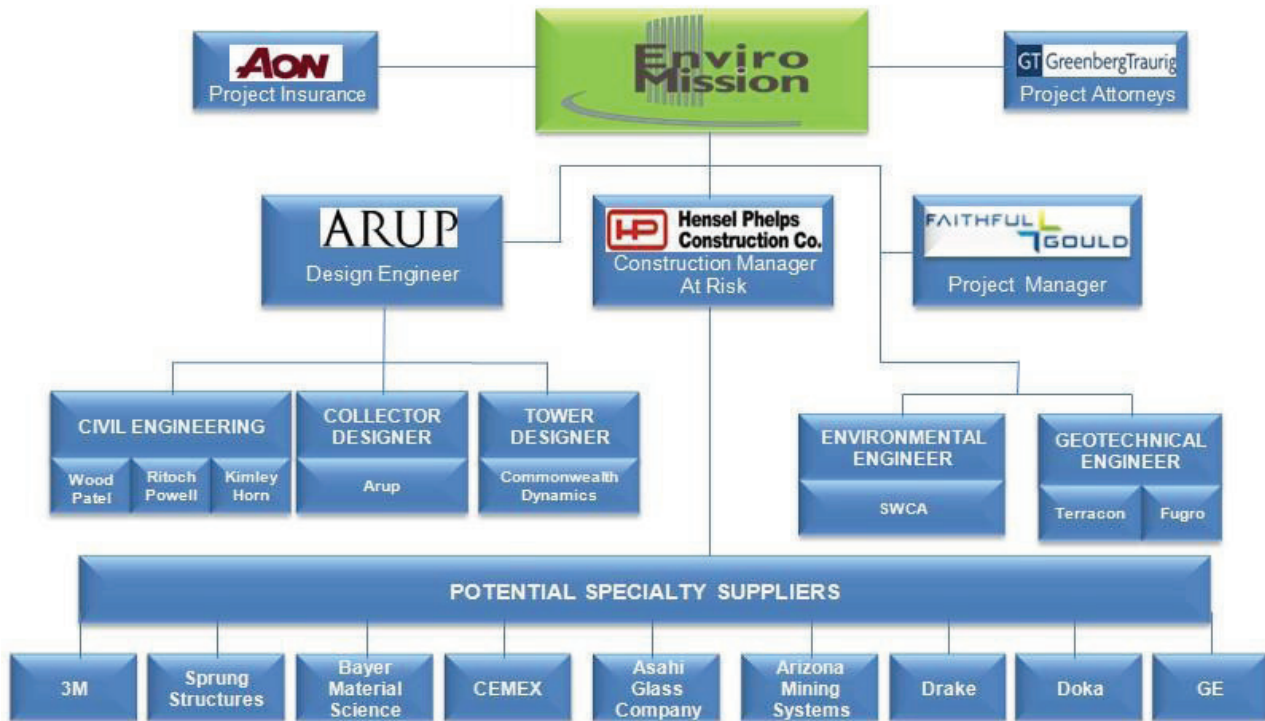 AON
Project Insurance
Enviro
Mission
GT GreenbergTraurig
Project Attorneys
ARUP
Design Engineer
HP
Hensel Phelps
Construction Co.
Construction Manager
At Risk
FAITHFUL
GOULD
Project Manager
CIVIL ENGINEERING
Wood
Patel
Ritoch
Powell
Kimley
Horn
COLLECTOR
DESIGNER
Arup
TOWER
DESIGNER
Commonwealth
Dynamics
ENVIRONMENTAL
ENGINEER
SWCA
GEOTECHNICAL
ENGINEER
Terracon
Fugro
POTENTIAL SPECIALTY SUPPLIERS
3M
Sprung
Structures
Bayer
Material
Science
CEMEX
Asahi
Glass
Company
Arizona
Mining
Systems
Drake
Doka
GE